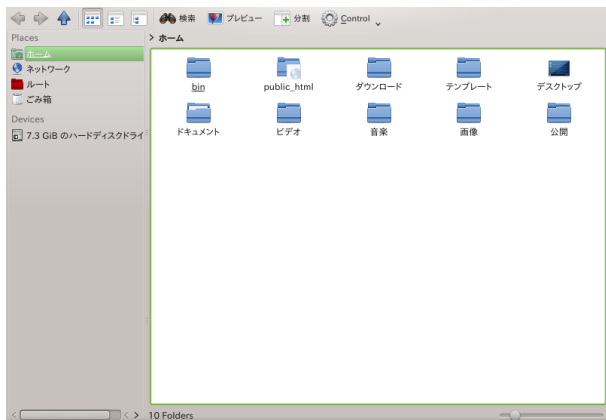 検索 プレビュー 分割 Control
Places
ホーム
ネットワーク
ルート
ごみ箱
Devices
7.3 GiB のハードディスクドライ
> ホーム
bin public_html ダウンロード テンプレート デスクトップ
ドキュメント ビデオ 音楽 画像 公開
10 Folders